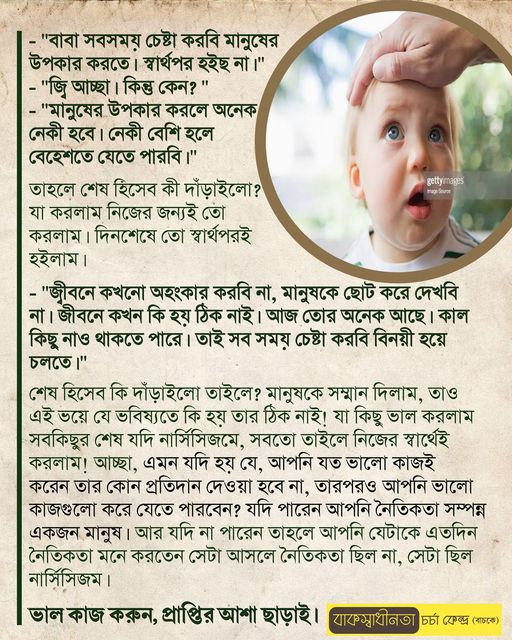 - "বাবা সবসময় চেষ্টা করবি মানুষের
উপকার করতে। স্বার্থপর হইছ না।"
- "জ্বি আচ্ছা। কিন্তু কেন? "
- "মানুষের উপকার করলে অনেক
নেকী হবে। নেকী বেশি হলে
বেহেশতে যেতে পারবি।"
তাহলে শেষ হিসেব কী দাঁড়াইলো?
যা করলাম নিজের জন্যই তো
করলাম। দিনশেষে তো স্বার্থপরই
হইলাম।
gettyimages
Image Source
- "জীবনে কখনো অহংকার করবি না, মানুষকে ছোট করে দেখবি
না। জীবনে কখন কি হয় ঠিক নাই। আজ তোর অনেক আছে। কাল
কিছু নাও থাকতে পারে। তাই সব সময় চেষ্টা করবি বিনয়ী হয়ে
চলতে।"
শেষ হিসেব কি দাঁড়াইলো তাইলে? মানুষকে সম্মান দিলাম, তাও
এই ভয়ে যে ভবিষ্যতে কি হয় তার ঠিক নাই! যা কিছু ভাল করলাম
সবকিছুর শেষ যদি নার্সিসিজমে, সবতো তাইলে নিজের স্বার্থেই
করলাম! আচ্ছা, এমন যদি হয় যে, আপনি যত ভালো কাজই
করেন তার কোন প্রতিদান দেওয়া হবে না, তারপরও আপনি ভালো
কাজগুলো করে যেতে পারবেন? যদি পারেন আপনি নৈতিকতা সম্পন্ন
একজন মানুষ। আর যদি না পারেন তাহলে আপনি যেটাকে এতদিন
নৈতিকতা মনে করতেন সেটা আসলে নৈতিকতা ছিল না, সেটা ছিল
নার্সিসিজম।
ভাল কাজ করুন, প্রাপ্তির আশা ছাড়াই।
বাকস্বাধীনতা চর্চা কেন্দ্র (বাচকে)